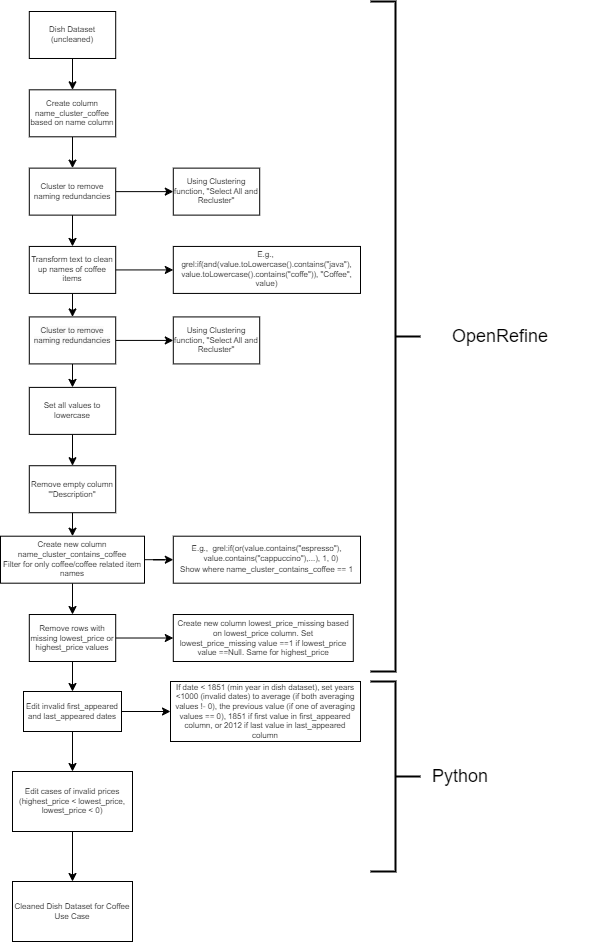 Dish Dataset
(uncleaned)
Create column
name_cluster_coffee
based on name column
Cluster to remove
naming redundancies
Using Clustering
function, "Select All and
Recluster"
Transform text to clean
up names of coffee
items
E.g.,
grel:if(and(value.toLowercase().contains("java"),
value.toLowercase().contains("coffe")), "Coffee",
value)
Cluster to remove
naming redundancies
Using Clustering
function, "Select All and
Recluster"
OpenRefine
Set all values to
lowercase
Remove empty column
""Description"
Create new column
name_cluster_contains_coffee
Filter for only coffee/coffee related item
names
E.g., grel:if(or(value.contains("espresso"),
value.contains("cappuccino"),...), 1, 0)
Show where name_cluster_contains_coffee == 1
Remove rows with
missing lowest_price or
highest_price values
Create new column lowest_price_missing based
on lowest_price column. Set
lowest_price_missing value ==1 if lowest_price
value ==Null. Same for highest_price
Edit invalid first_appeared
and last_appeared dates
If date < 1851 (min year in dish dataset), set years
<1000 (invalid dates) to average (if both averaging
values !- 0), the previous value (if one of averaging
values == 0), 1851 if first value in first_appeared
column, or 2012 if last value in last_appeared
column
Python
Edit cases of invalid prices
(highest_price < lowest_price,
lowest_price < 0)
Cleaned Dish Dataset for Coffee
Use Case